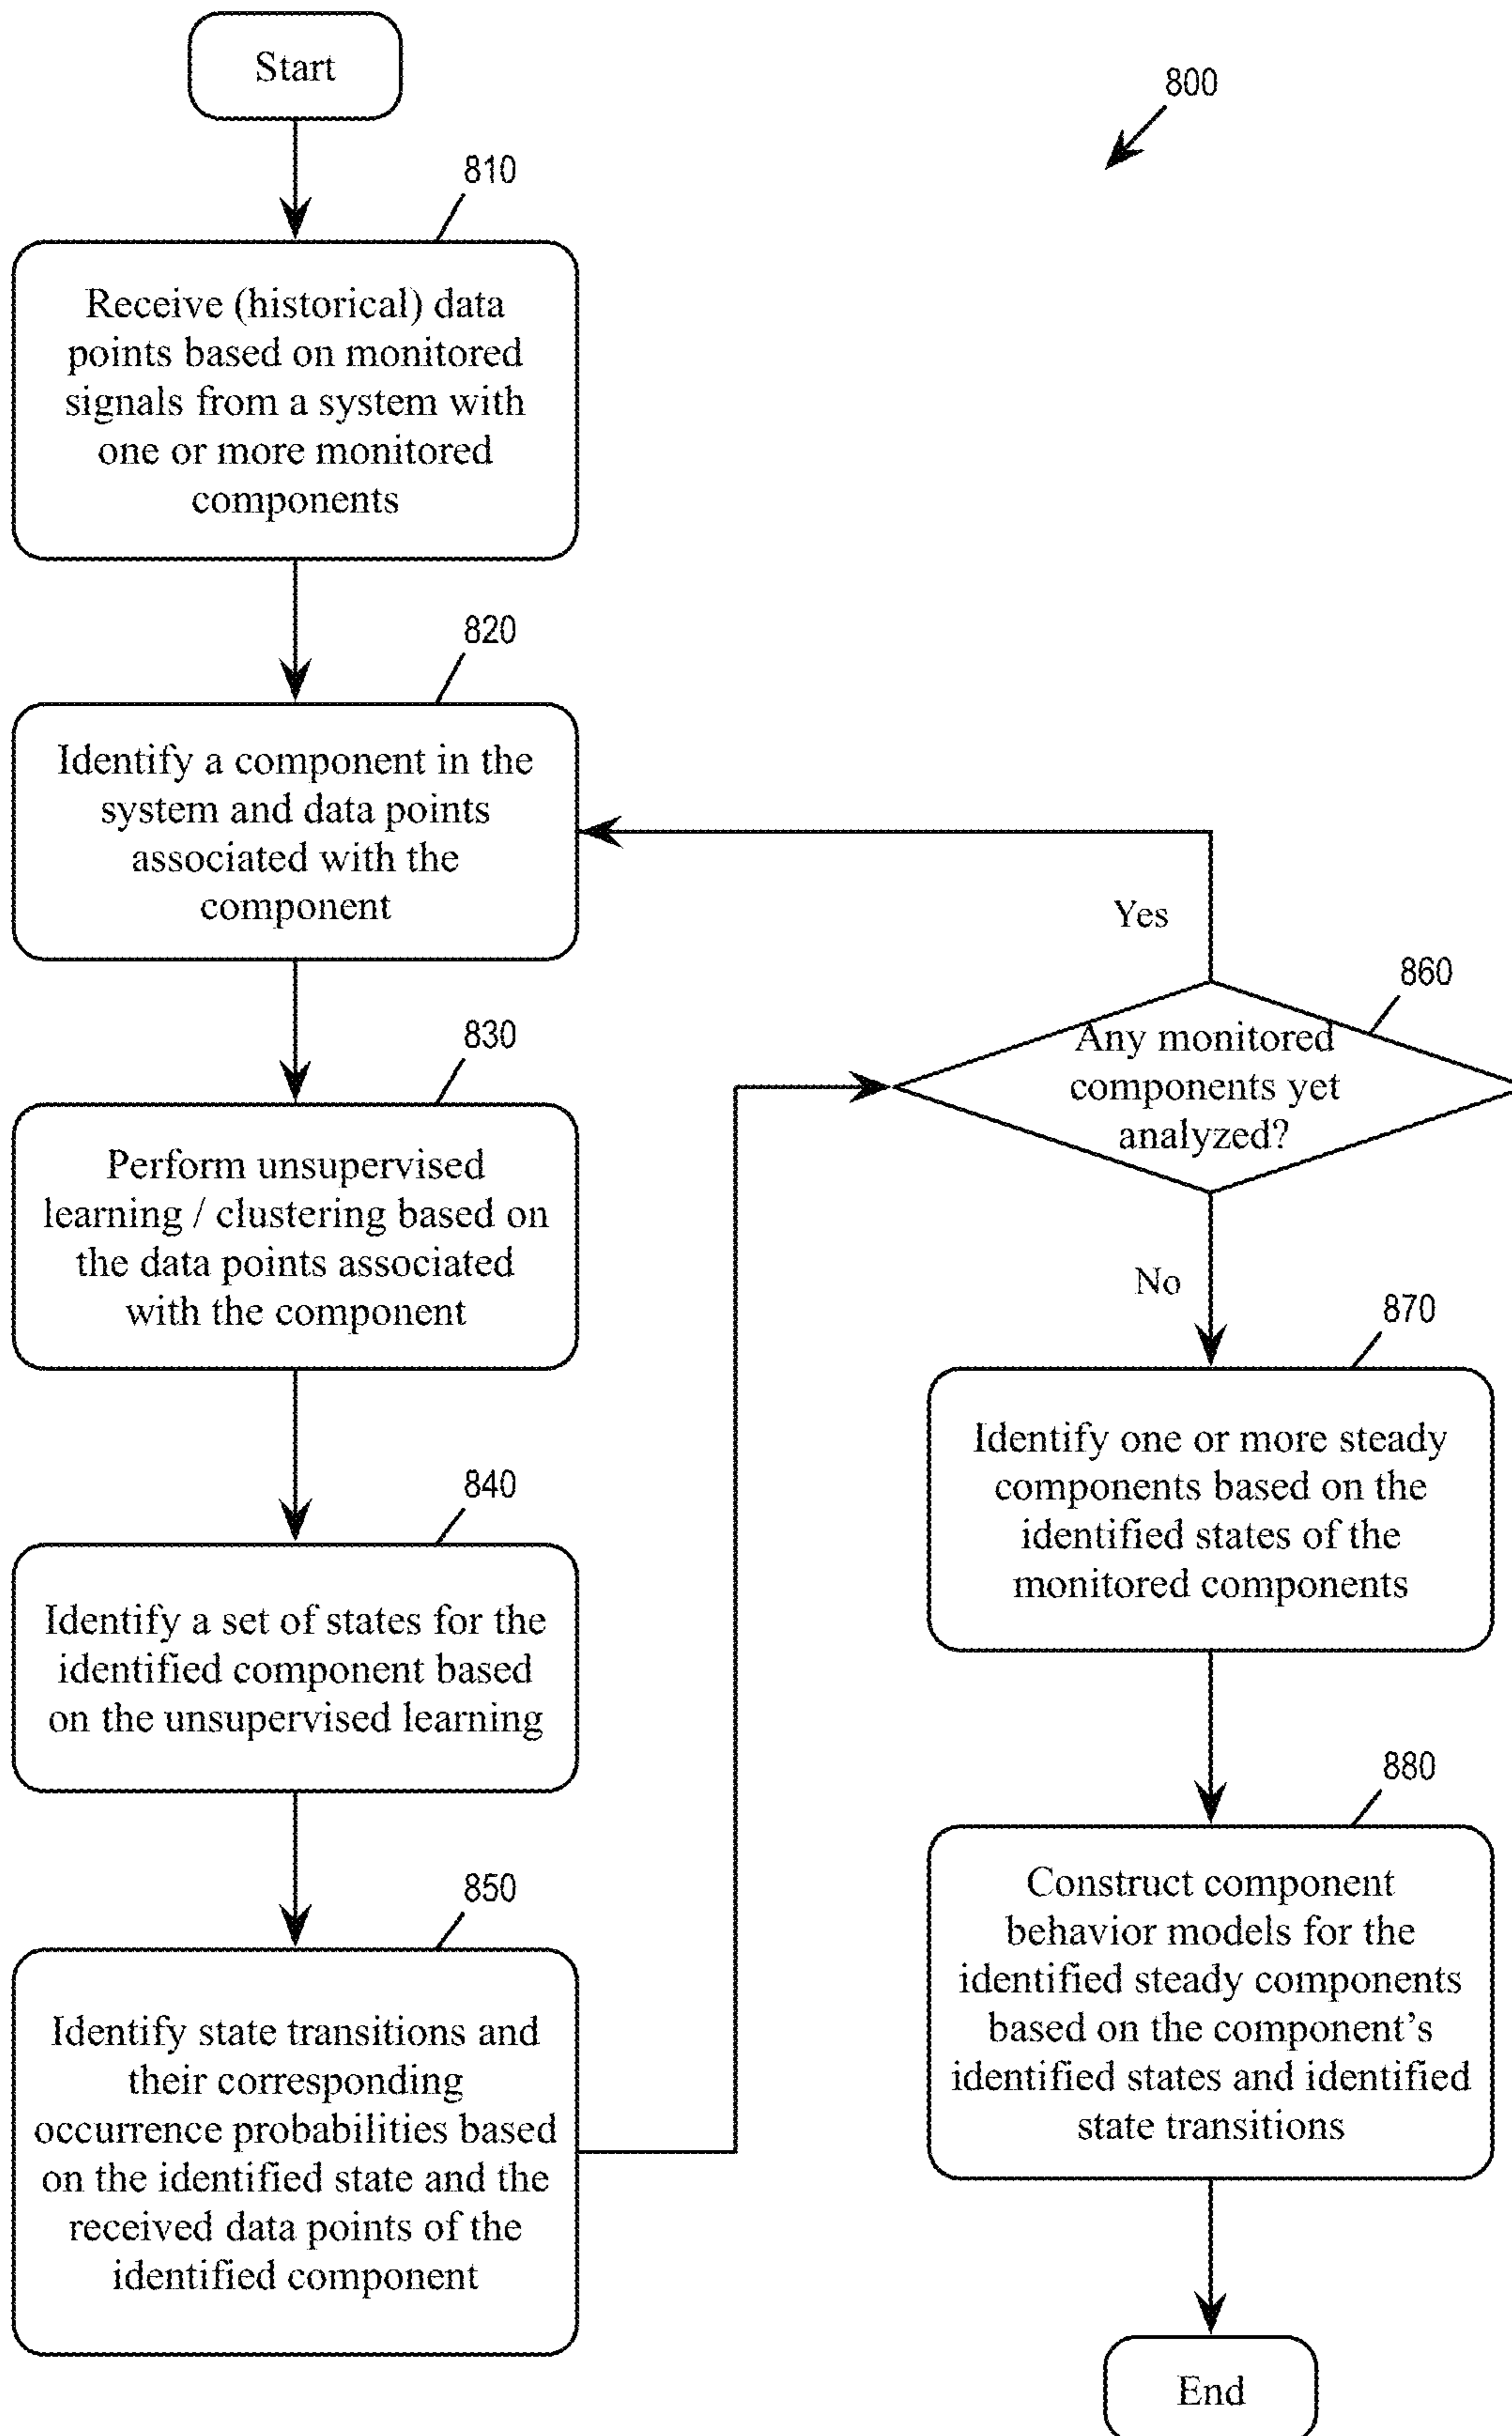 Start
800
810
Receive (historical) data
points based on monitored
signals from a system with
one or more monitored
components
820
Identify a component in the
system and data points
associated with the
component
830
Perform unsupervised
learning / clustering based on
the data points associated
with the component
840
Identify a set of states for the
identified component based
on the unsupervised learning
850
Identify state transitions and
their corresponding
occurrence probabilities based
on the identified state and the
received data points of the
identified component
Yes
860
Any monitored
components yet
analyzed?
No
870
Identify one or more steady
components based on the
identified states of the
monitored components
880
Construct component
behavior models for the
identified steady components
based on the component's
identified states and identified
state transitions
End